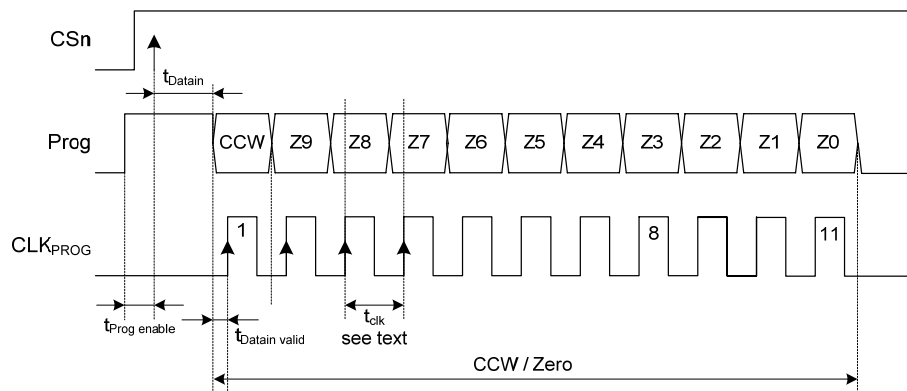 CSn
tDatain
Prog CCW Z9 Z8 Z7 Z6 Z5 Z4 Z3 Z2 Z1 Z0
CLKPROG 1 8 11
tProg enable
tDatain valid
tclk
see text
CCW / Zero